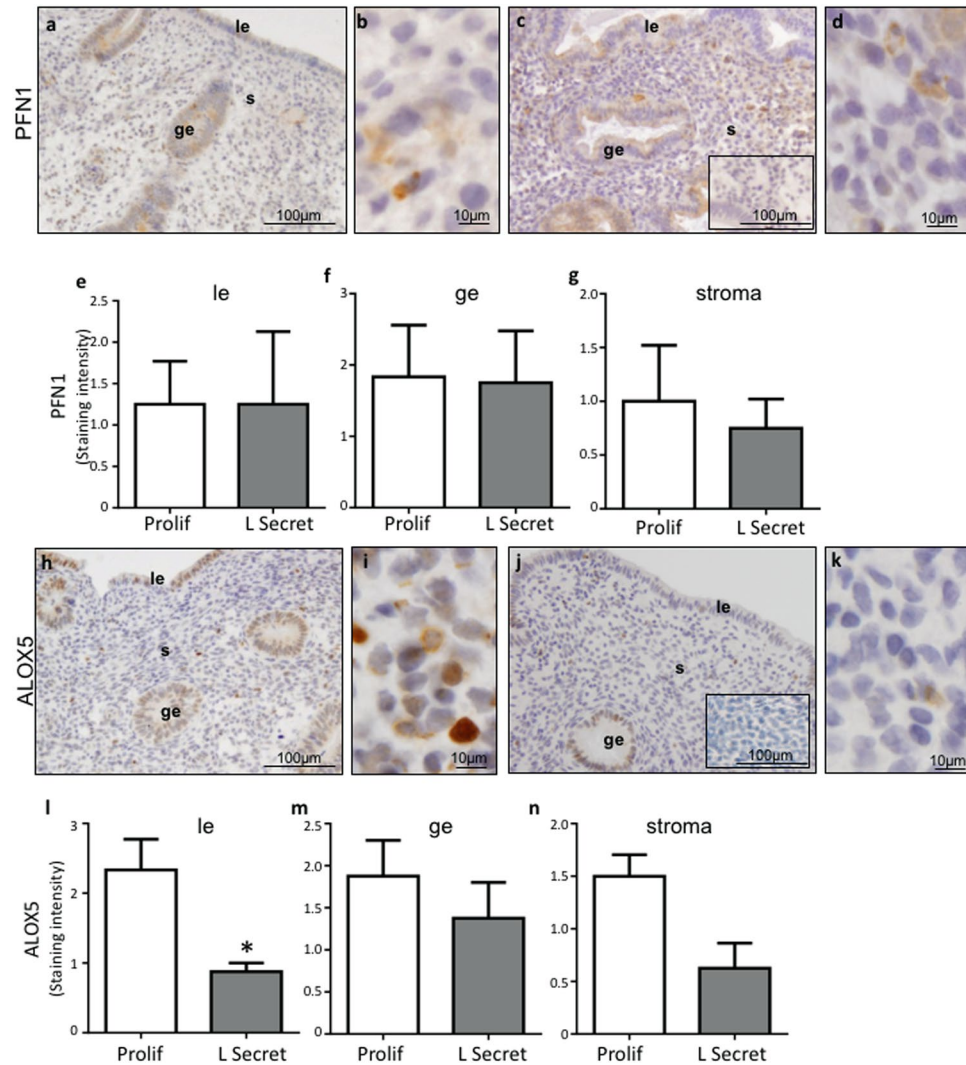 a
le
s
ge
100µm
b
10µm
c
le
s
ge
100µm
d
10µm
PFN1
e
le
2.5
2.0
1.5
1.0
0.5
0
PFN1
(Staining intensity)
Prolif
L Secret
f
ge
3
2
1
0
Prolif
L Secret
g
stroma
2.0
1.5
1.0
0.5
0
Prolif
L Secret
h
le
s
ge
100µm
i
10µm
j
le
s
ge
100µm
k
10µm
ALOX5
l
le
3
2
1
0
*
ALOX5
(Staining intensity)
Prolif
L Secret
m
ge
2.5
2.0
1.5
1.0
0.5
0
Prolif
L Secret
n
stroma
2.0
1.5
1.0
0.5
0
Prolif
L Secret